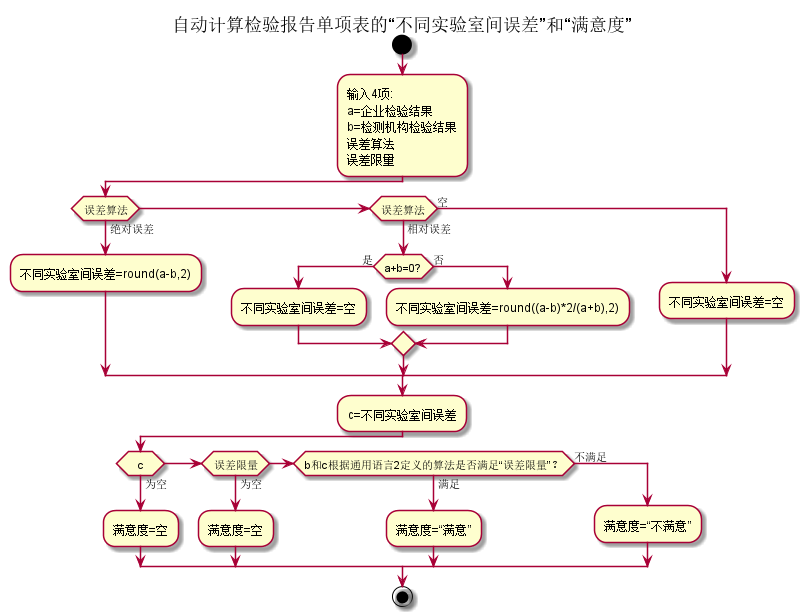 自动计算检验报告单项表的“不同实验室间误差”和“满意度”
输入4项:
a=企业检验结果
b=检测机构检验结果
误差算法
误差限量
误差算法
误差算法
空
绝对误差
相对误差
不同实验室间误差=round(a-b,2)
是
a+b=0?
否
不同实验室间误差=空
不同实验室间误差=round((a-b)*2/(a+b),2)
不同实验室间误差=空
c=不同实验室间误差
c
误差限量
b和c根据通用语言2定义的算法是否满足“误差限量”?
不满足
为空
为空
满足
满意度=空
满意度=空
满意度=“满意”
满意度=“不满意”